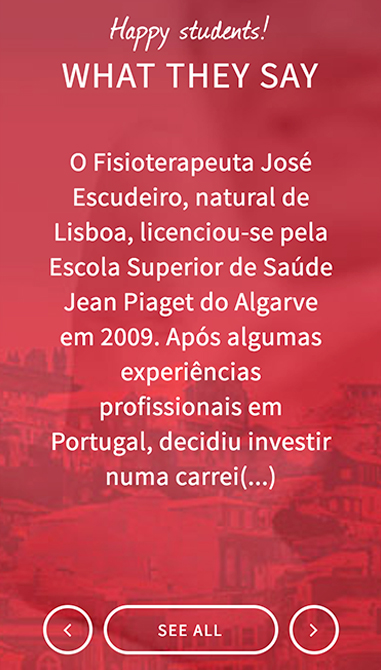 Happy students!
WHAT THEY SAY
O Fisioterapeuta José
Escudeiro, natural de
Lisboa, licenciou-se pela
Escola Superior de Saúde
Jean Piaget do Algarve
em 2009. Após algumas
experiências
profissionais em
Portugal, decidiu investir
numa carrei(...)
SEE ALL